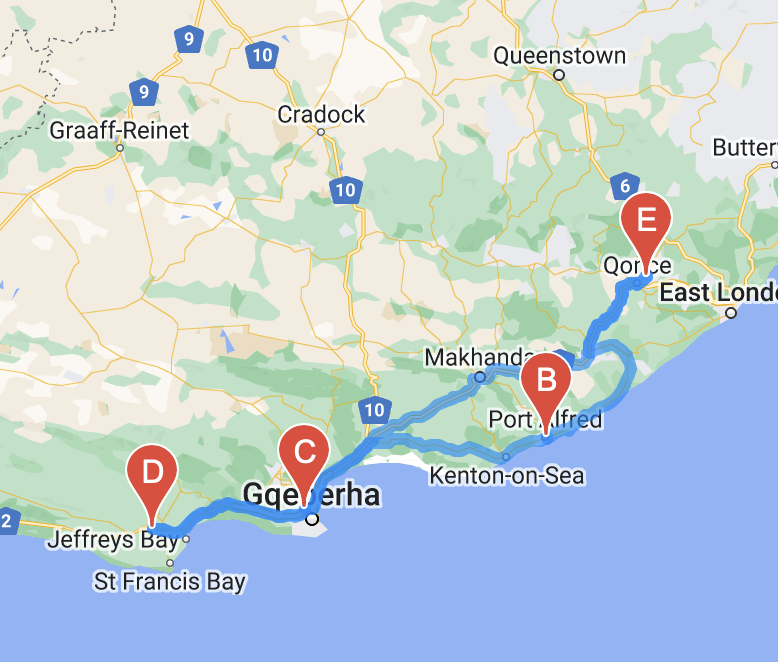 9
10
Queenstown
9
Cradock
Graaff-Reinet
Butter
10
6
E
Qonce
East Londo
Makhanda
B
10
Port Alfred
C
D
Kenton-on-Sea
Gqeberha
2
Jeffreys Bay
St Francis Bay